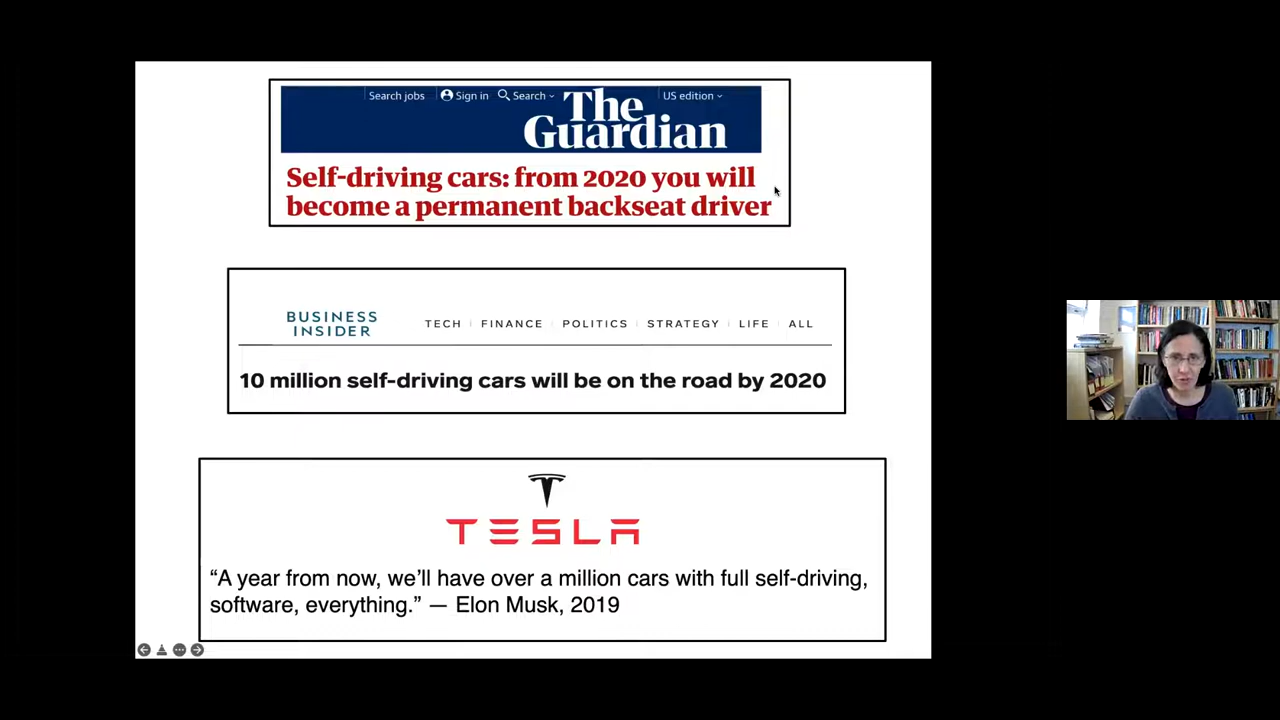 Search jobs Sign in Search US edition
The
Guardian
Self-driving cars: from 2020 you will
become a permanent backseat driver
BUSINESS
INSIDER
TECH FINANCE POLITICS STRATEGY LIFE ALL
10 million self-driving cars will be on the road by 2020
TESLA
“A year from now, we’ll have over a million cars with full self-driving,
software, everything.” — Elon Musk, 2019